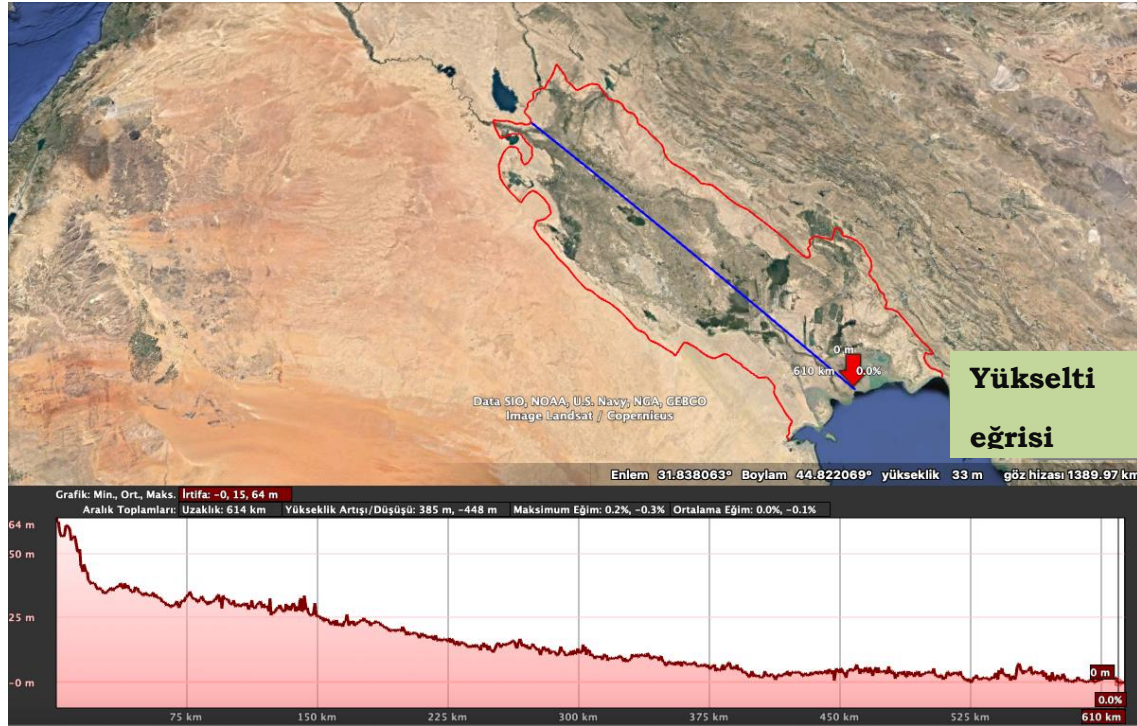 0 m
610 km 0.0%
Yükselti
eğrisi
Data SIO, NOAA, U.S. Navy, NGA, GEBCO
Image Landsat / Copernicus
Enlem 31.838063° Boylam 44.822069° yükseklik 33 m göz hizası 1389.97 km
Grafik: Min., Ort., Maks. İrtifa: -0, 15, 64 m
Aralık Toplamları: Uzaklık: 614 km Yükseklik Artışı/Düşüşü: 385 m, -448 m Maksimum Eğim: 0.2%, -0.3% Ortalama Eğim: 0.0%, -0.1%
64 m
50 m
25 m
-0 m
0 m
0.0%
75 km 150 km 225 km 300 km 375 km 450 km 525 km 610 km